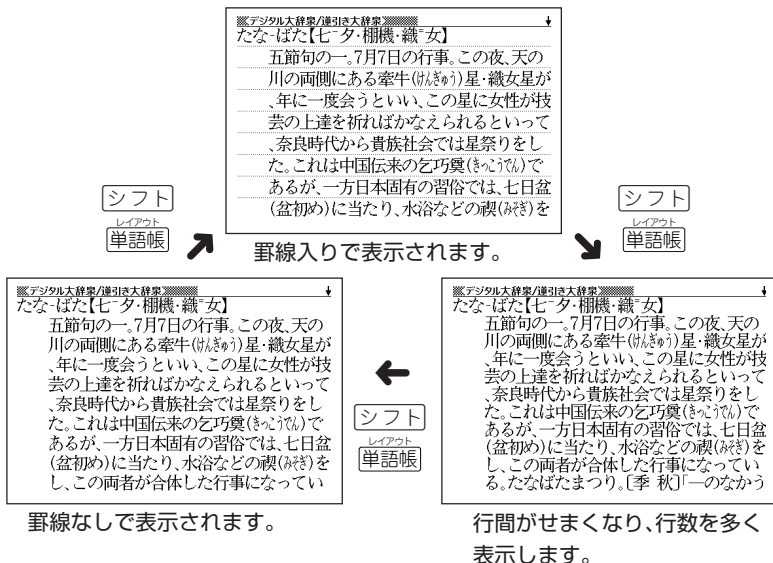 デジタル大辞泉/逆引き大辞泉
たな‐ばた【七⁻夕・棚機・織⁼女】
五節句の一。7月7日の行事。この夜、天の
川の両側にある牽牛(けんぎゅう)星・織女星が
、年に一度会うといい、この星に女性が技
芸の上達を祈ればかなえられるといって
、奈良時代から貴族社会では星祭りをし
た。これは中国伝来の乞巧奠(きっこうでん)で
あるが、一方日本固有の習俗では、七日盆
(盆初め)に当たり、水浴などの禊(みそぎ)を
罫線入りで表示されます。
シフト
レイアウト
単語帳
シフト
レイアウト
単語帳
デジタル大辞泉/逆引き大辞泉
たな‐ばた【七⁻夕・棚機・織⁼女】
五節句の一。7月7日の行事。この夜、天の
川の両側にある牽牛(けんぎゅう)星・織女星が
、年に一度会うといい、この星に女性が技
芸の上達を祈ればかなえられるといって
、奈良時代から貴族社会では星祭りをし
た。これは中国伝来の乞巧奠(きっこうでん)で
あるが、一方日本固有の習俗では、七日盆
(盆初め)に当たり、水浴などの禊(みそぎ)を
し、この両者が合体した行事になってい
罫線なしで表示されます。
シフト
レイアウト
単語帳
デジタル大辞泉/逆引き大辞泉
たな‐ばた【七⁻夕・棚機・織⁼女】
五節句の一。7月7日の行事。この夜、天の
川の両側にある牽牛(けんぎゅう)星・織女星が
、年に一度会うといい、この星に女性が技
芸の上達を祈ればかなえられるといって
、奈良時代から貴族社会では星祭りをし
た。これは中国伝来の乞巧奠(きっこうでん)で
あるが、一方日本固有の習俗では、七日盆
(盆初め)に当たり、水浴などの禊(みそぎ)を
し、この両者が合体した行事になってい
る。たなばたまつり。〔季 秋〕「―のなかう
行間がせまくなり、行数を多く
表示します。